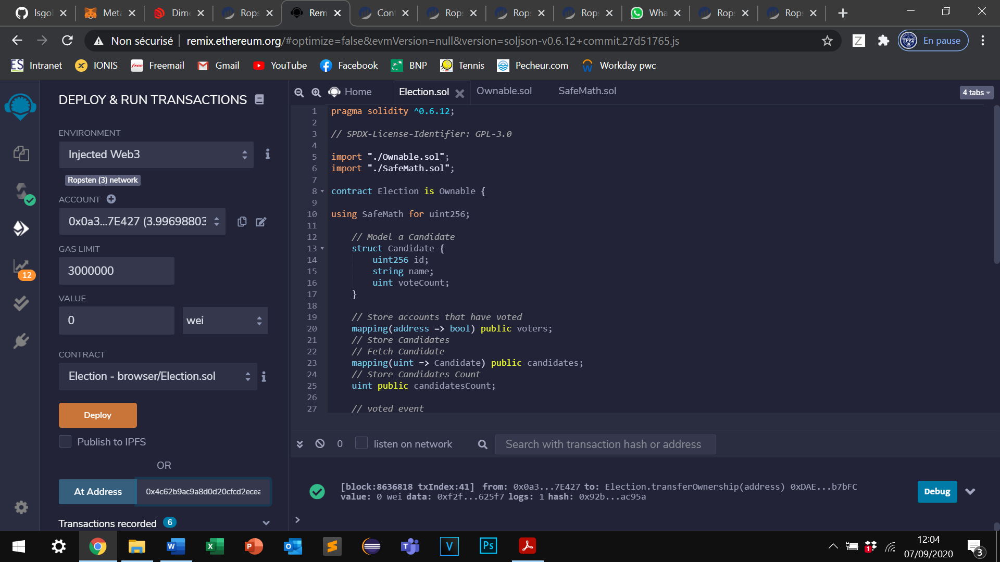 lsgol
Meta
Dime
Rops
Rem
Cont
Rops
Rops
Rops
Wha
Rops
Rops
Non sécurisé
remix.ethereum.org/#optimize=false&evmVersion=null&version=soljson-v0.6.12+commit.27d51765.js
Z
TF92
En pause
ES Intranet
IONIS
free Freemail
Gmail
YouTube
Facebook
BNP
Tennis
Pecheur.com
Workday pwc
DEPLOY & RUN TRANSACTIONS
ENVIRONMENT
Injected Web3
Ropsten (3) network
ACCOUNT
0x0a3...7E427 (3.99698803
GAS LIMIT
3000000
VALUE
0
wei
CONTRACT
Election - browser/Election.sol
Deploy
Publish to IPFS
OR
At Address
0x4c62b9ac9a8d0d20cfcd2ecea
Transactions recorded 6
12
Home
Election.sol
Ownable.sol
SafeMath.sol
4 tabs
1 pragma solidity ^0.6.12;
2
3 // SPDX-License-Identifier: GPL-3.0
4
5 import "./Ownable.sol";
6 import "./SafeMath.sol";
7
8 contract Election is Ownable {
9
10 using SafeMath for uint256;
11
12 // Model a Candidate
13 struct Candidate {
14 uint256 id;
15 string name;
16 uint voteCount;
17 }
18
19 // Store accounts that have voted
20 mapping(address => bool) public voters;
21 // Store Candidates
22 // Fetch Candidate
23 mapping(uint => Candidate) public candidates;
24 // Store Candidates Count
25 uint public candidatesCount;
26
27 // voted event
0
listen on network
Search with transaction hash or address
[block:8636818 txIndex:41] from: 0x0a3...7E427 to: Election.transferOwnership(address) 0xDAE...b7bFC
value: 0 wei data: 0xf2f...625f7 logs: 1 hash: 0x92b...ac95a
Debug
>
W
X
P
O
S
T
V
Ps
1
12:04
07/09/2020
3